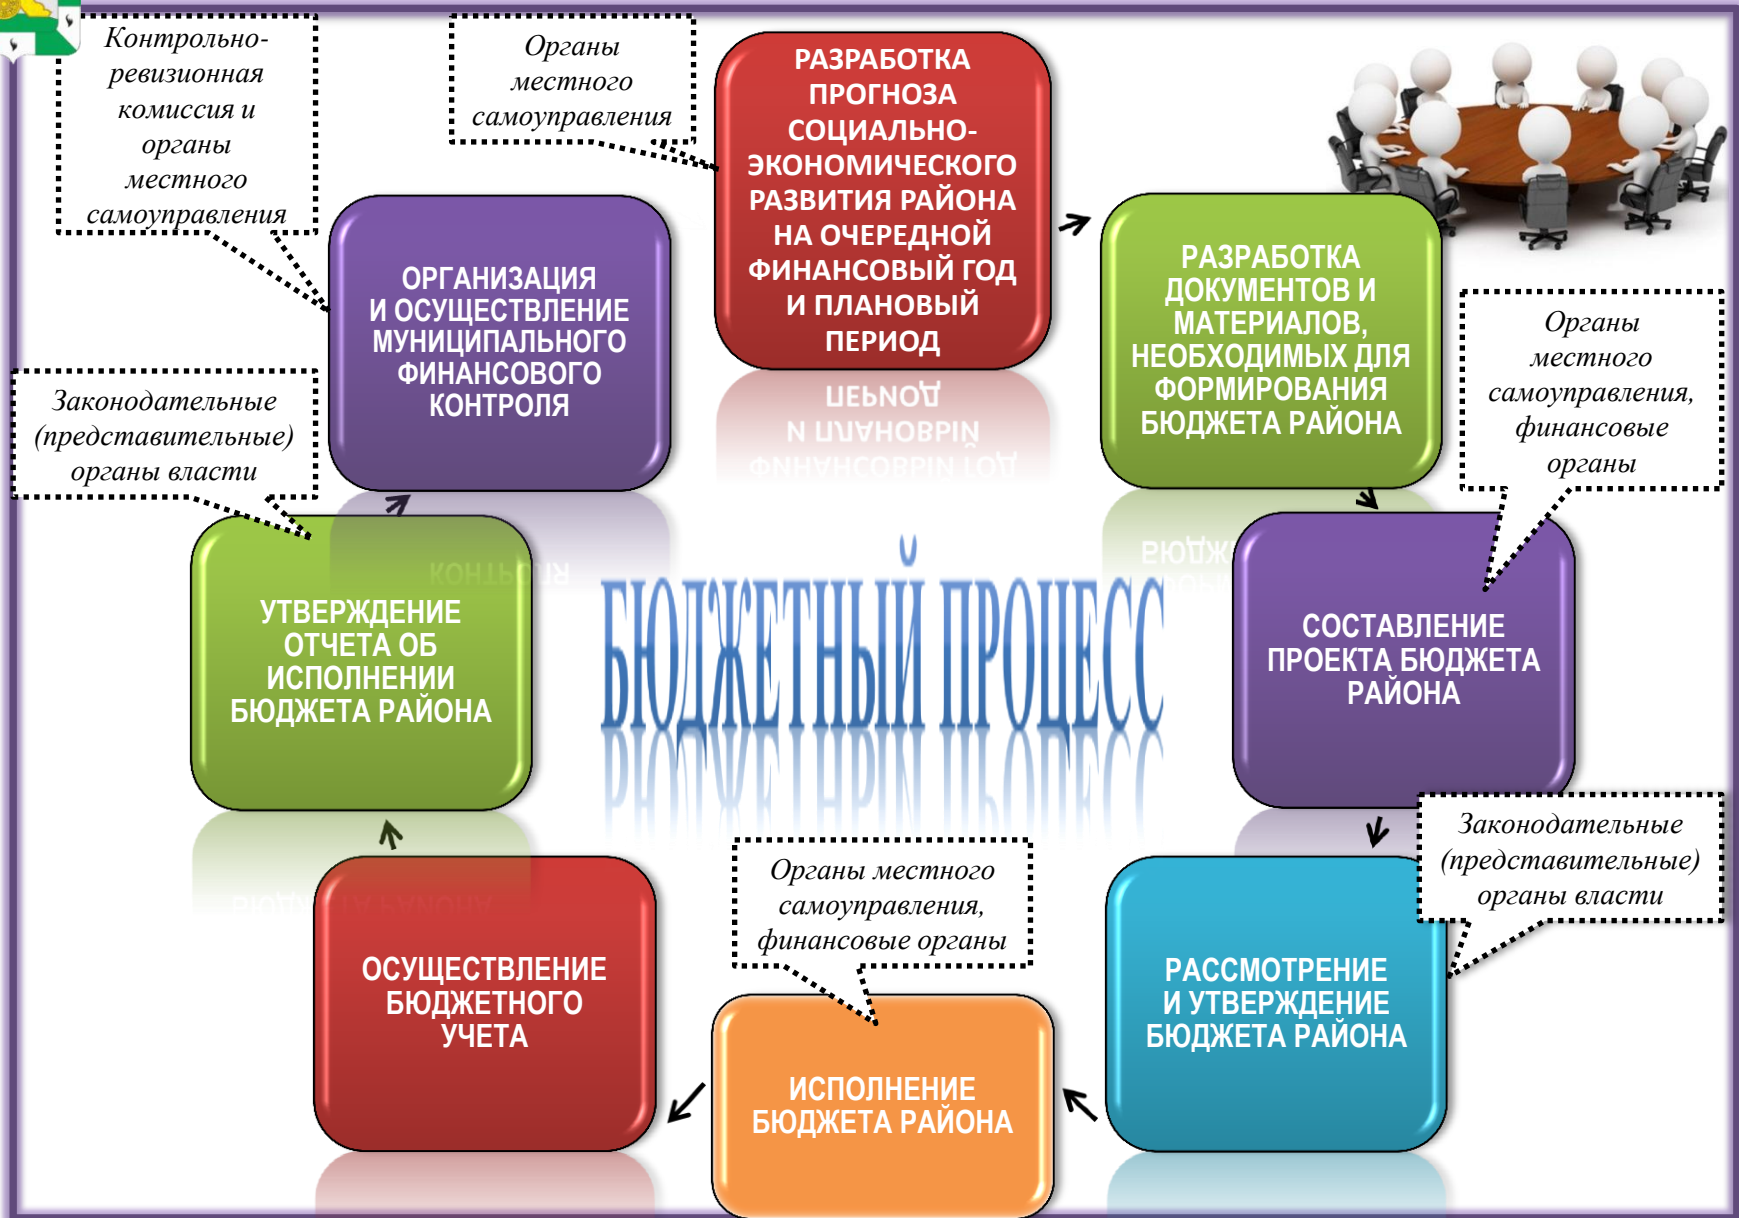 Контрольно-
ревизионная
комиссия и
органы
местного
самоуправления
Органы
местного
самоуправления
РАЗРАБОТКА
ПРОГНОЗА
СОЦИАЛЬНО-
ЭКОНОМИЧЕСКОГО
РАЗВИТИЯ РАЙОНА
НА ОЧЕРЕДНОЙ
ФИНАНСОВЫЙ ГОД
И ПЛАНОВЫЙ
ПЕРИОД
РАЗРАБОТКА
ДОКУМЕНТОВ И
МАТЕРИАЛОВ,
НЕОБХОДИМЫХ ДЛЯ
ФОРМИРОВАНИЯ
БЮДЖЕТА РАЙОНА
Органы
местного
самоуправления,
финансовые
органы
СОСТАВЛЕНИЕ
ПРОЕКТА БЮДЖЕТА
РАЙОНА
Законодательные
(представительные)
органы власти
РАССМОТРЕНИЕ
И УТВЕРЖДЕНИЕ
БЮДЖЕТА РАЙОНА
Органы местного
самоуправления,
финансовые органы
ИСПОЛНЕНИЕ
БЮДЖЕТА РАЙОНА
ОСУЩЕСТВЛЕНИЕ
БЮДЖЕТНОГО
УЧЕТА
Законодательные
(представительные)
органы власти
УТВЕРЖДЕНИЕ
ОТЧЕТА ОБ
ИСПОЛНЕНИИ
БЮДЖЕТА РАЙОНА
ОРГАНИЗАЦИЯ
И ОСУЩЕСТВЛЕНИЕ
МУНИЦИПАЛЬНОГО
ФИНАНСОВОГО
КОНТРОЛЯ
БЮДЖЕТНЫЙ ПРОЦЕСС